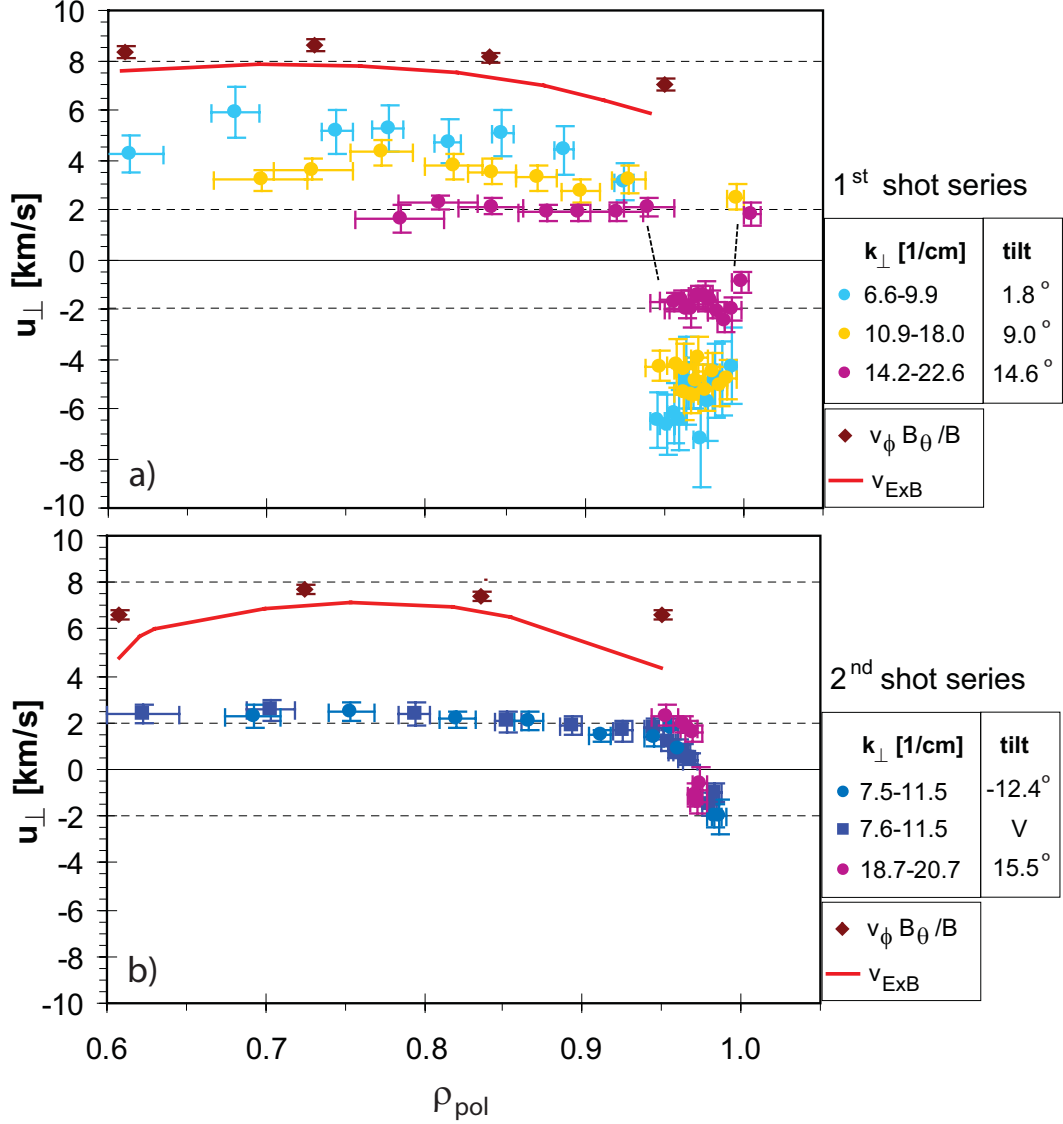 10
8
6
4
2
0
-2
-4
-6
-8
-10
u⊥ [km/s]
a)
1st shot series
k⊥ [1/cm] tilt
6.6-9.9 1.8°
10.9-18.0 9.0°
14.2-22.6 14.6°
vϕ Bθ /B
vExB
10
8
6
4
2
0
-2
-4
-6
-8
-10
u⊥ [km/s]
b)
2nd shot series
k⊥ [1/cm] tilt
7.5-11.5 -12.4°
7.6-11.5 V
18.7-20.7 15.5°
vϕ Bθ /B
vExB
0.6 0.7 0.8 0.9 1.0
ρpol